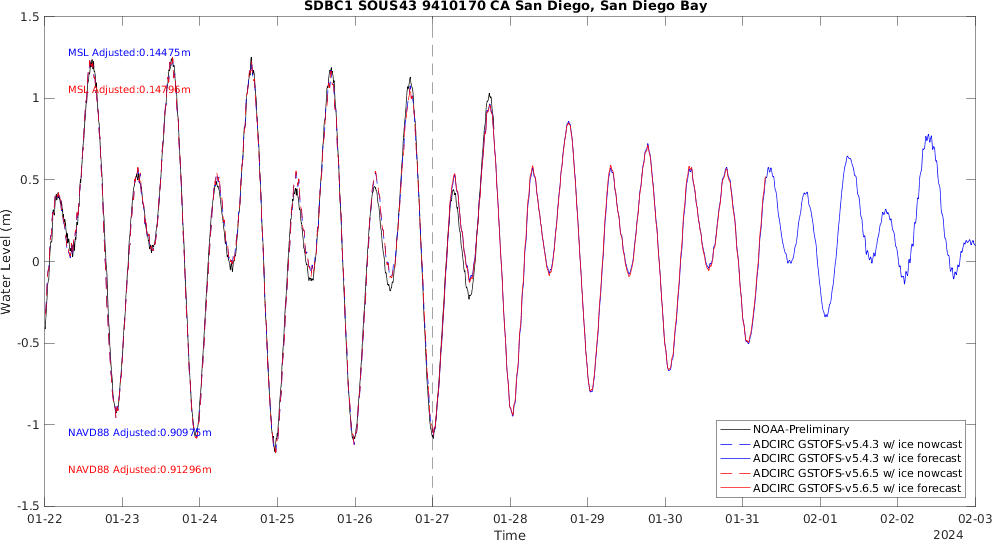 SDBC1 SOUS43 9410170 CA San Diego, San Diego Bay
1.5
1
0.5
0
-0.5
-1
-1.5
Water Level (m)
MSL Adjusted:0.14475m
MSL Adjusted:0.14796m
NAVD88 Adjusted:0.90975m
NAVD88 Adjusted:0.91296m
NOAA-Preliminary
ADCIRC GSTOFS-v5.4.3 w/ ice nowcast
ADCIRC GSTOFS-v5.4.3 w/ ice forecast
ADCIRC GSTOFS-v5.6.5 w/ ice nowcast
ADCIRC GSTOFS-v5.6.5 w/ ice forecast
01-22 01-23 01-24 01-25 01-26 01-27 01-28 01-29 01-30 01-31 02-01 02-02 02-03
Time
2024